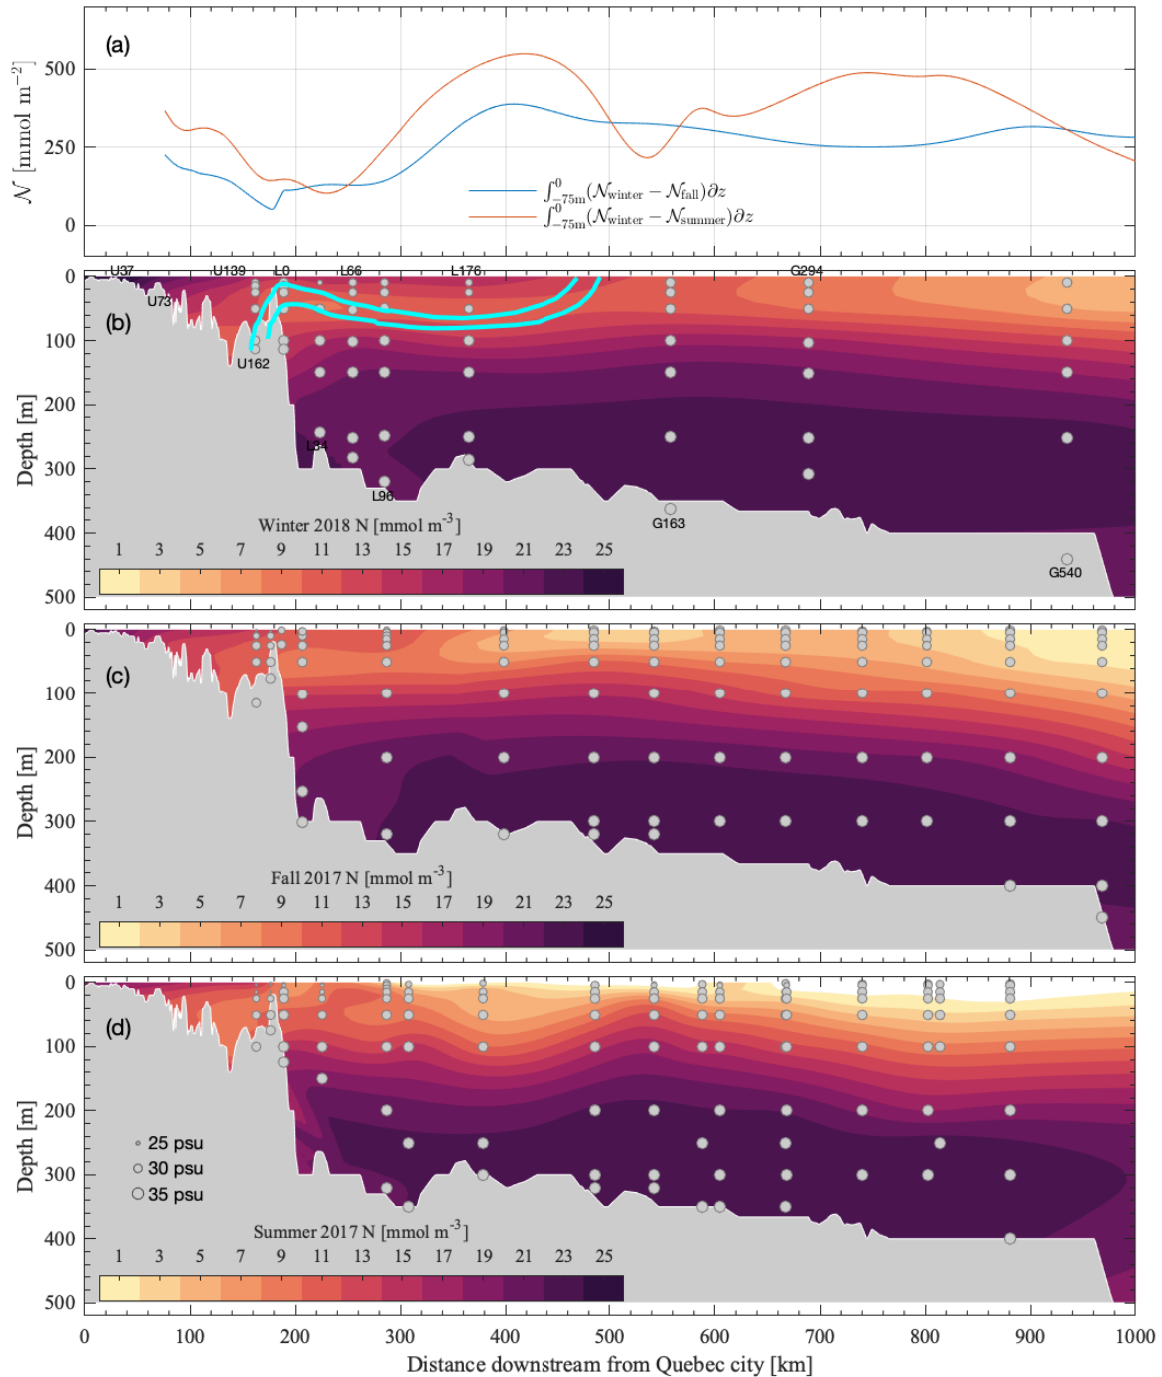 (a)
500
250
0
𝒩 [mmol m⁻²]
∫⁰₋₇₅ₘ(𝒩winter − 𝒩fall)∂z
∫⁰₋₇₅ₘ(𝒩winter − 𝒩summer)∂z
U37 U139 L0 L66 L176 G294
U73
(b)
U162
L34
L96
G163
G540
0
100
200
300
400
500
Depth [m]
Winter 2018 N [mmol m⁻³]
1 3 5 7 9 11 13 15 17 19 21 23 25
(c)
0
100
200
300
400
500
Depth [m]
Fall 2017 N [mmol m⁻³]
1 3 5 7 9 11 13 15 17 19 21 23 25
(d)
0
100
200
300
400
500
Depth [m]
25 psu
30 psu
35 psu
Summer 2017 N [mmol m⁻³]
1 3 5 7 9 11 13 15 17 19 21 23 25
0 100 200 300 400 500 600 700 800 900 1000
Distance downstream from Quebec city [km]